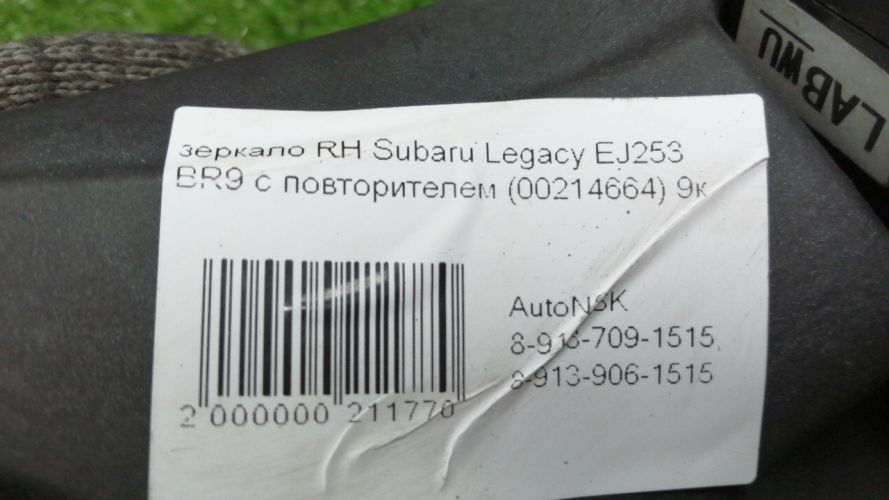 зеркало RH Subaru Legacy EJ253
BR9 с повторителем (00214664) 9к
AutoNSK
8-913-709-1515,
8-913-906-1515
2 000000 211770
LABWU